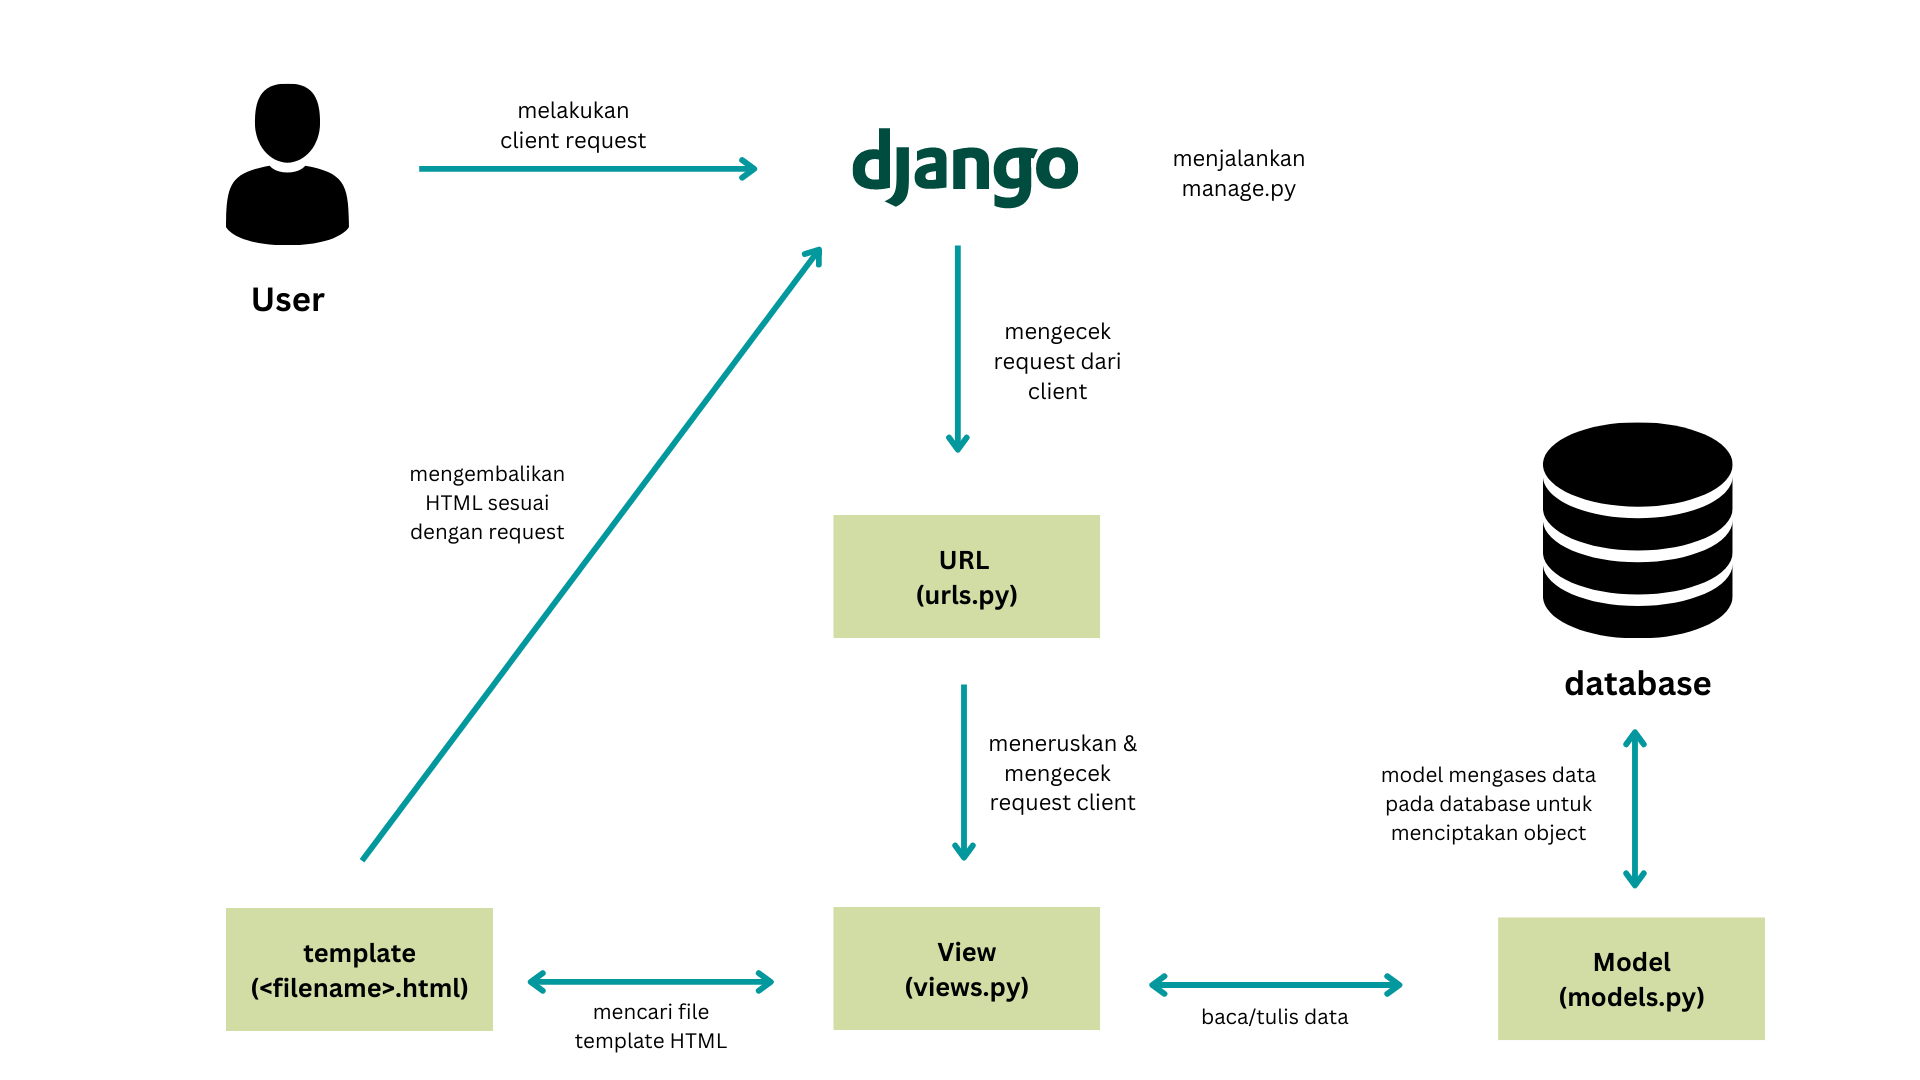 melakukan
client request
django
menjalankan
manage.py
User
mengecek
request dari
client
mengembalikan
HTML sesuai
dengan request
URL
(urls.py)
database
meneruskan &
mengecek
request client
model mengases data
pada database untuk
menciptakan object
template
(<filename>.html)
mencari file
template HTML
View
(views.py)
baca/tulis data
Model
(models.py)